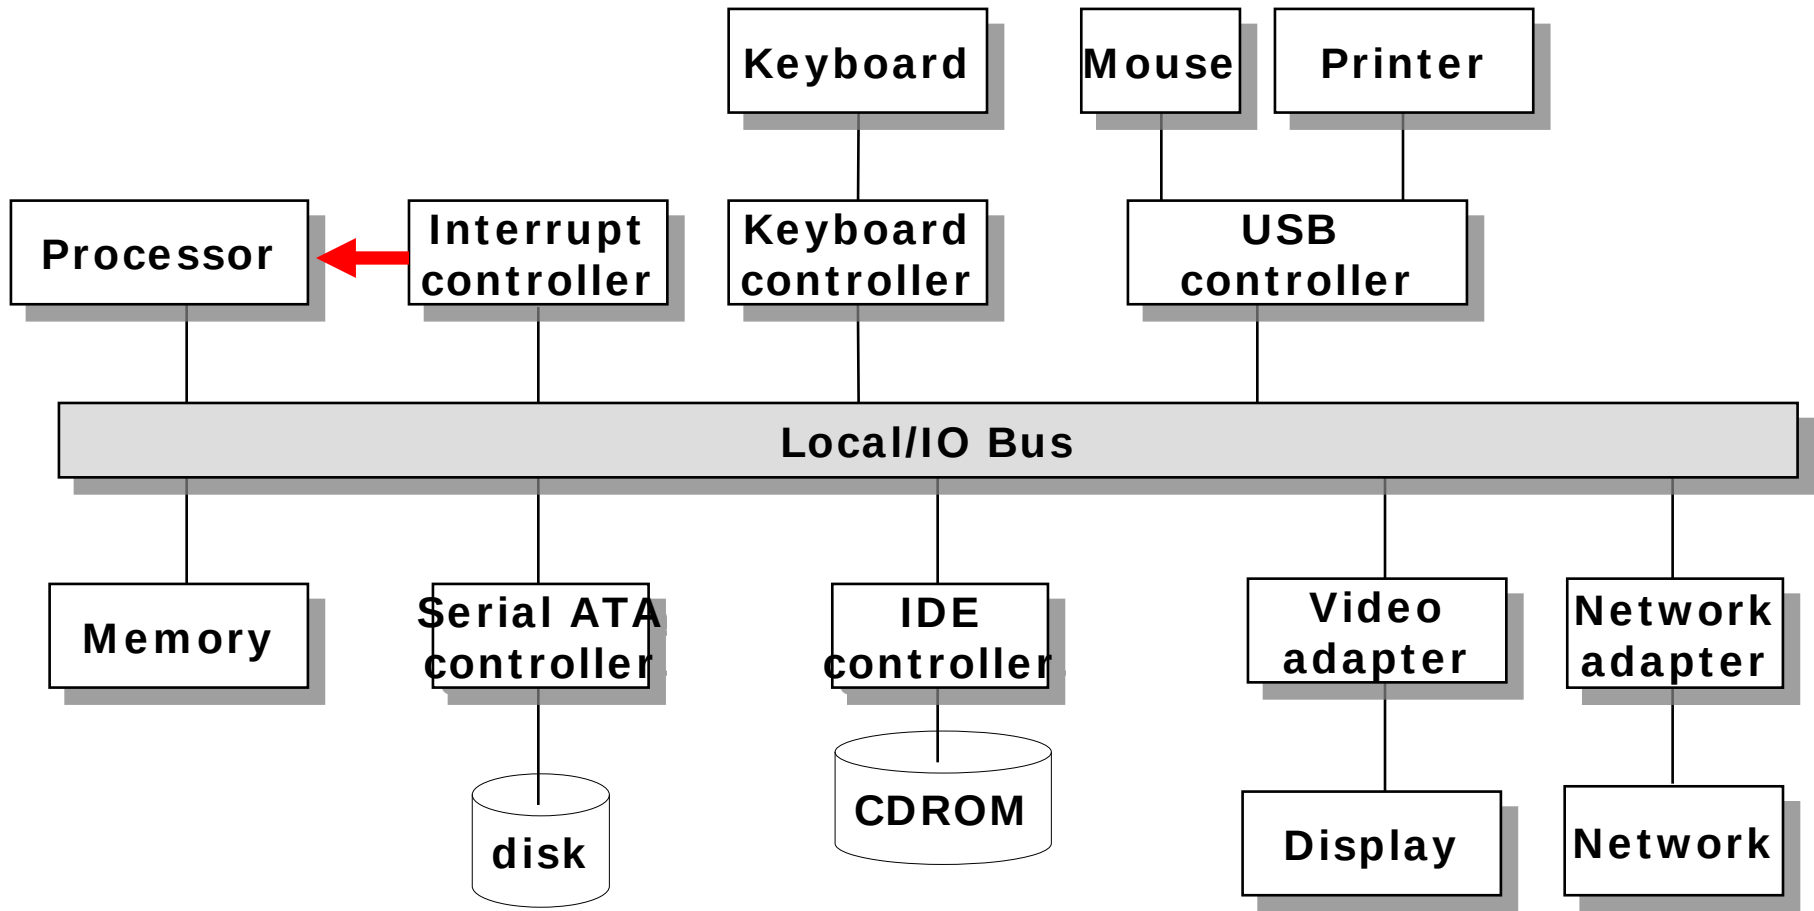 Keyboard
Mouse
Printer
Processor
Interrupt
controller
Keyboard
controller
USB
controller
Local/IO Bus
Memory
Serial ATA
controller
IDE
controller
Video
adapter
Network
adapter
disk
CDROM
Display
Network